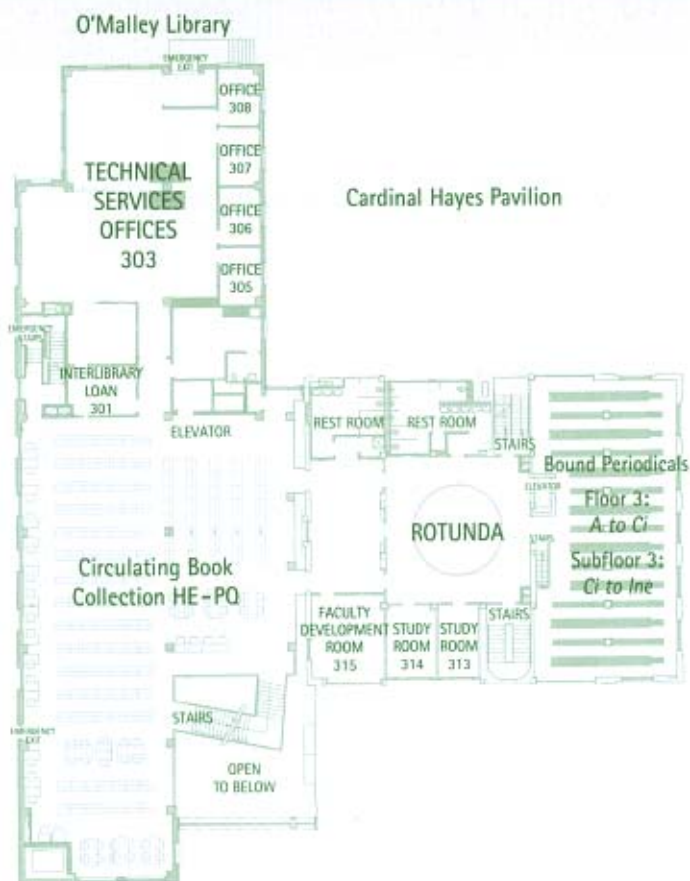 O'Malley Library
EMERGENCY
EXIT
OFFICE
308
OFFICE
307
TECHNICAL
SERVICES
OFFICES
303
OFFICE
306
OFFICE
305
Cardinal Hayes Pavilion
EMERGENCY
STAIRS
INTERLIBRARY
LOAN
301
ELEVATOR
REST ROOM
REST ROOM
STAIRS
Bound Periodicals
ELEVATOR
Floor 3:
A to Ci
STAIRS
Subfloor 3:
Ci to Ine
ROTUNDA
Circulating Book
Collection HE-PQ
FACULTY
DEVELOPMENT
ROOM
315
STUDY
ROOM
314
STUDY
ROOM
313
STAIRS
STAIRS
EMERGENCY
EXIT
OPEN
TO BELOW